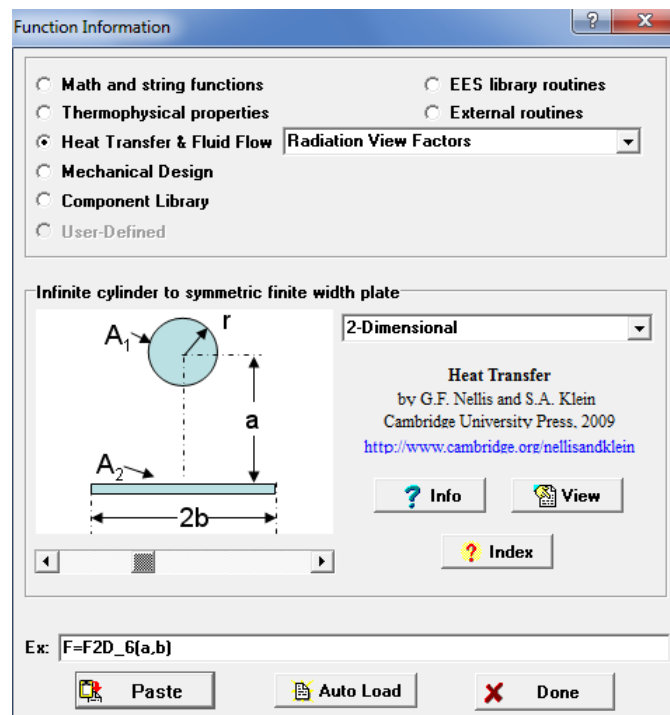 Function Information
Math and string functions
EES library routines
Thermophysical properties
External routines
Heat Transfer & Fluid Flow
Radiation View Factors
Mechanical Design
Component Library
User-Defined
Infinite cylinder to symmetric finite width plate
A1
r
a
A2
2b
2-Dimensional
Heat Transfer
by G.F. Nellis and S.A. Klein
Cambridge University Press, 2009
http://www.cambridge.org/nellisandklein
? Info
View
? Index
Ex: F=F2D_6(a,b)
Paste
Auto Load
Done